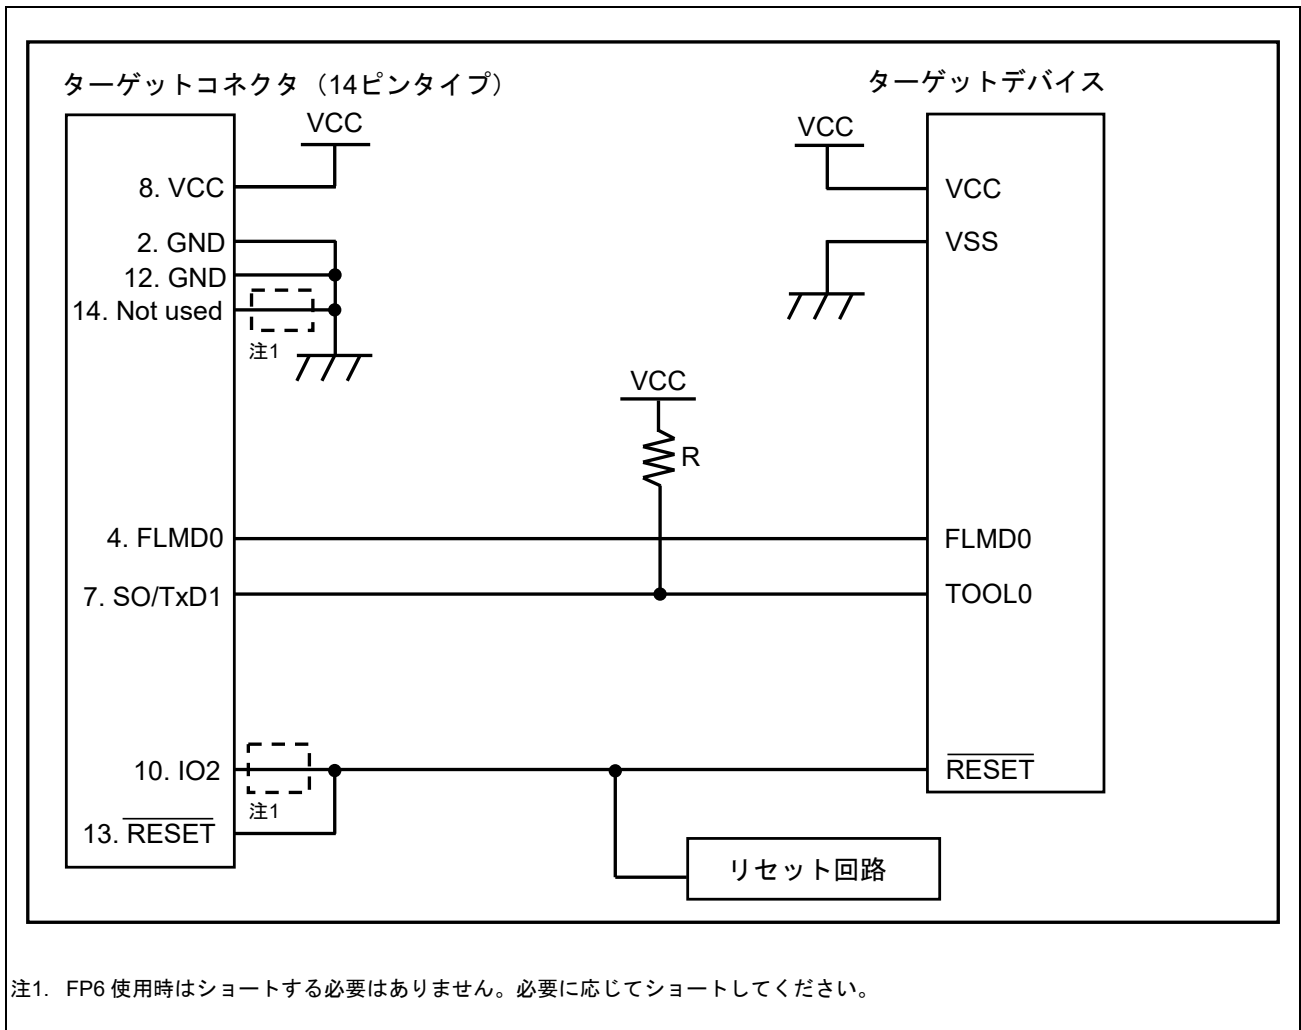 ターゲットコネクタ（14ピンタイプ）
ターゲットデバイス
VCC
VCC
8. VCC
VCC
2. GND
VSS
12. GND
14. Not used
注1
VCC
R
4. FLMD0
FLMD0
7. SO/TxD1
TOOL0
10. IO2
RESET
注1
13. RESET
リセット回路
注1. FP6 使用時はショートする必要はありません。必要に応じてショートしてください。